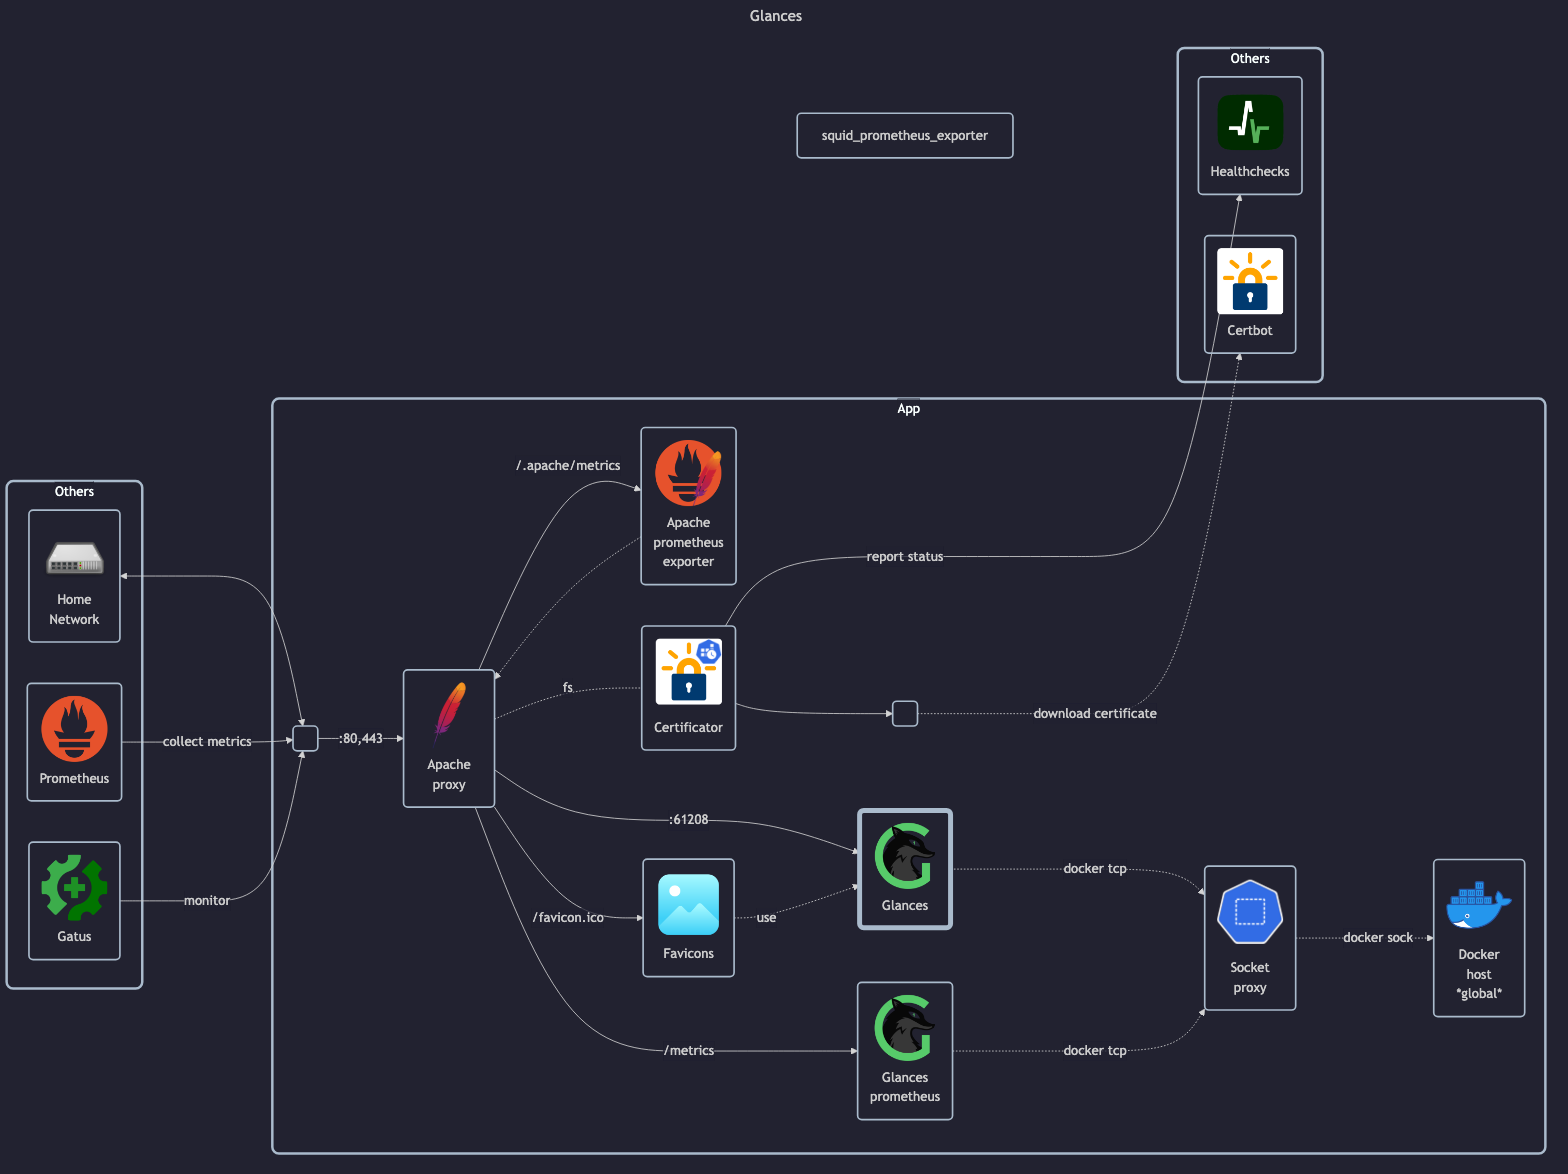 Glances
Others
Healthchecks
squid_prometheus_exporter
Certbot
App
/.apache/metrics
Apache
prometheus
exporter
Others
Home
Network
report status
fs
Certificator
download certificate
Prometheus
collect metrics
:80,443
Apache
proxy
:61208
Glances
docker tcp
Gatus
monitor
/favicon.ico
Favicons
use
Socket
proxy
docker sock
Docker
host
*global*
/metrics
Glances
prometheus
docker tcp